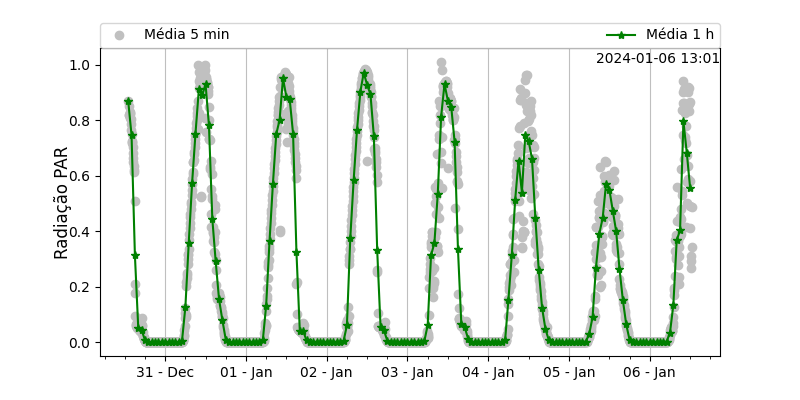 Média 5 min
Média 1 h
2024-01-06 13:01
Radiação PAR
1.0
0.8
0.6
0.4
0.2
0.0
31 - Dec
01 - Jan
02 - Jan
03 - Jan
04 - Jan
05 - Jan
06 - Jan